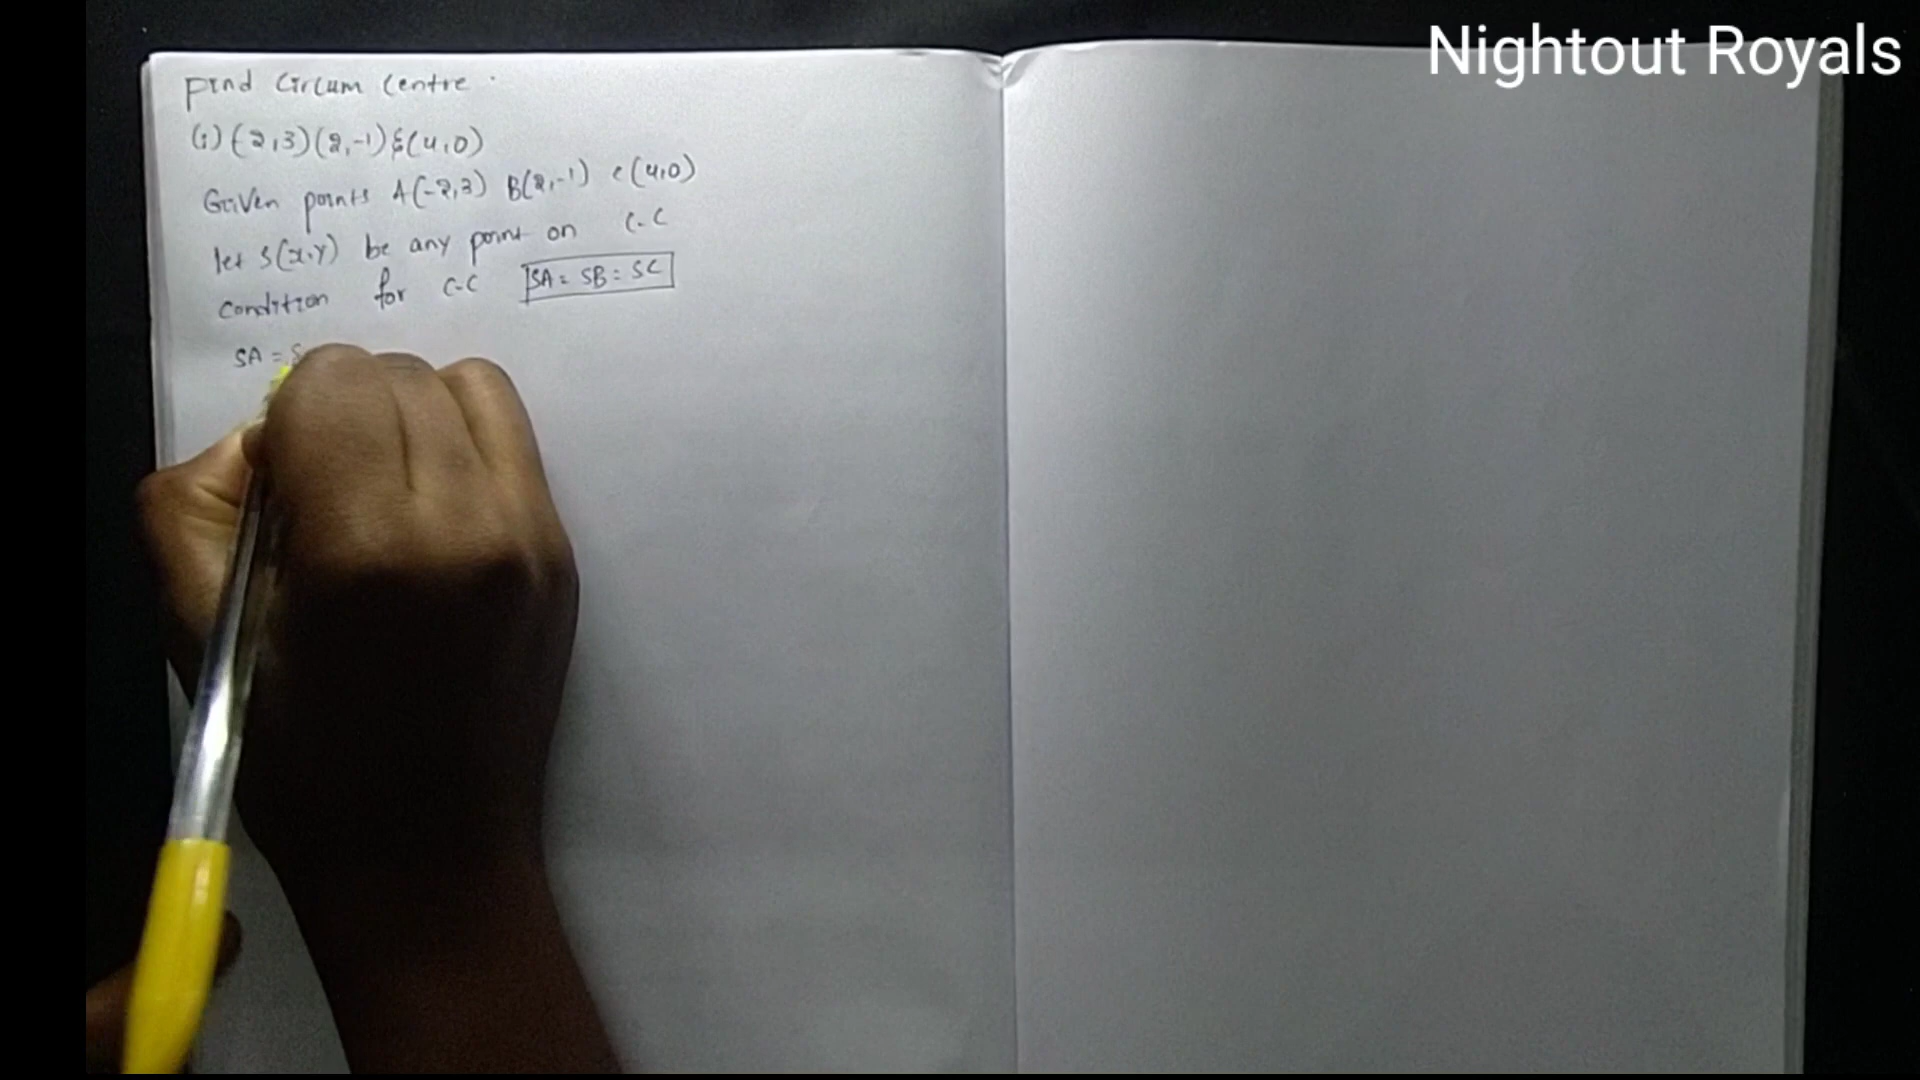 Nightout Royals
Find Circum Centre.
(i) (-2,3)(2,-1)&(4,0)
Given points A(-2,3) B(2,-1) C(4,0)
let S(x,y) be any point on C.C
Condition for C-C SA = SB = SC
SA = S